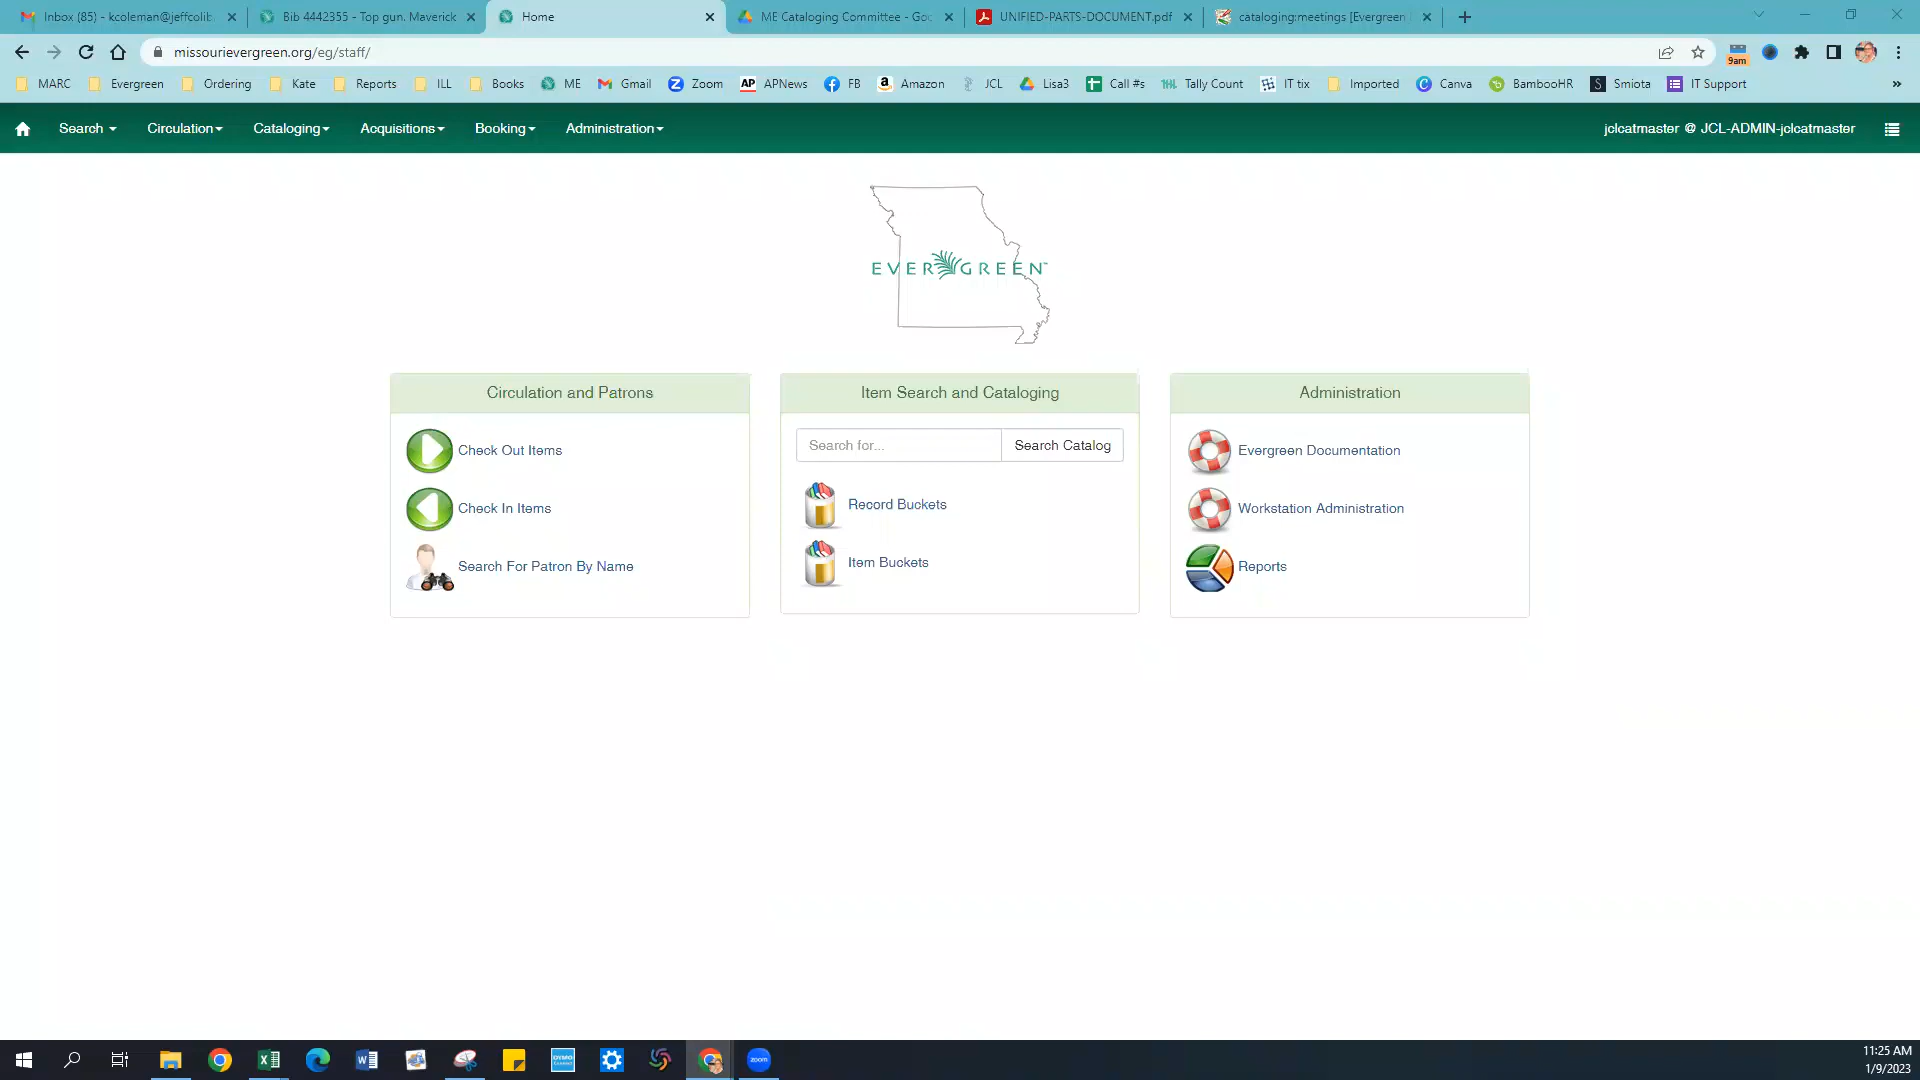 Inbox (85) - kcoleman@jeffcolib.
Bib 4442355 - Top gun. Maverick
Home
ME Cataloging Committee - Goo
UNIFIED-PARTS-DOCUMENT.pdf
cataloging:meetings [Evergreen
missourievergreen.org/eg/staff/
9am
MARC Evergreen Ordering Kate Reports ILL Books ME Gmail Zoom AP APNews FB Amazon JCL Lisa3 Call #s Tally Count IT tix Imported Canva BambooHR Smiota IT Support »
Search Circulation Cataloging Acquisitions Booking Administration jclcatmaster @ JCL-ADMIN-jclcatmaster
EVERGREEN
Circulation and Patrons
Check Out Items
Check In Items
Search For Patron By Name
Item Search and Cataloging
Search for... Search Catalog
Record Buckets
Item Buckets
Administration
Evergreen Documentation
Workstation Administration
Reports
zoom
11:25 AM
1/9/2023